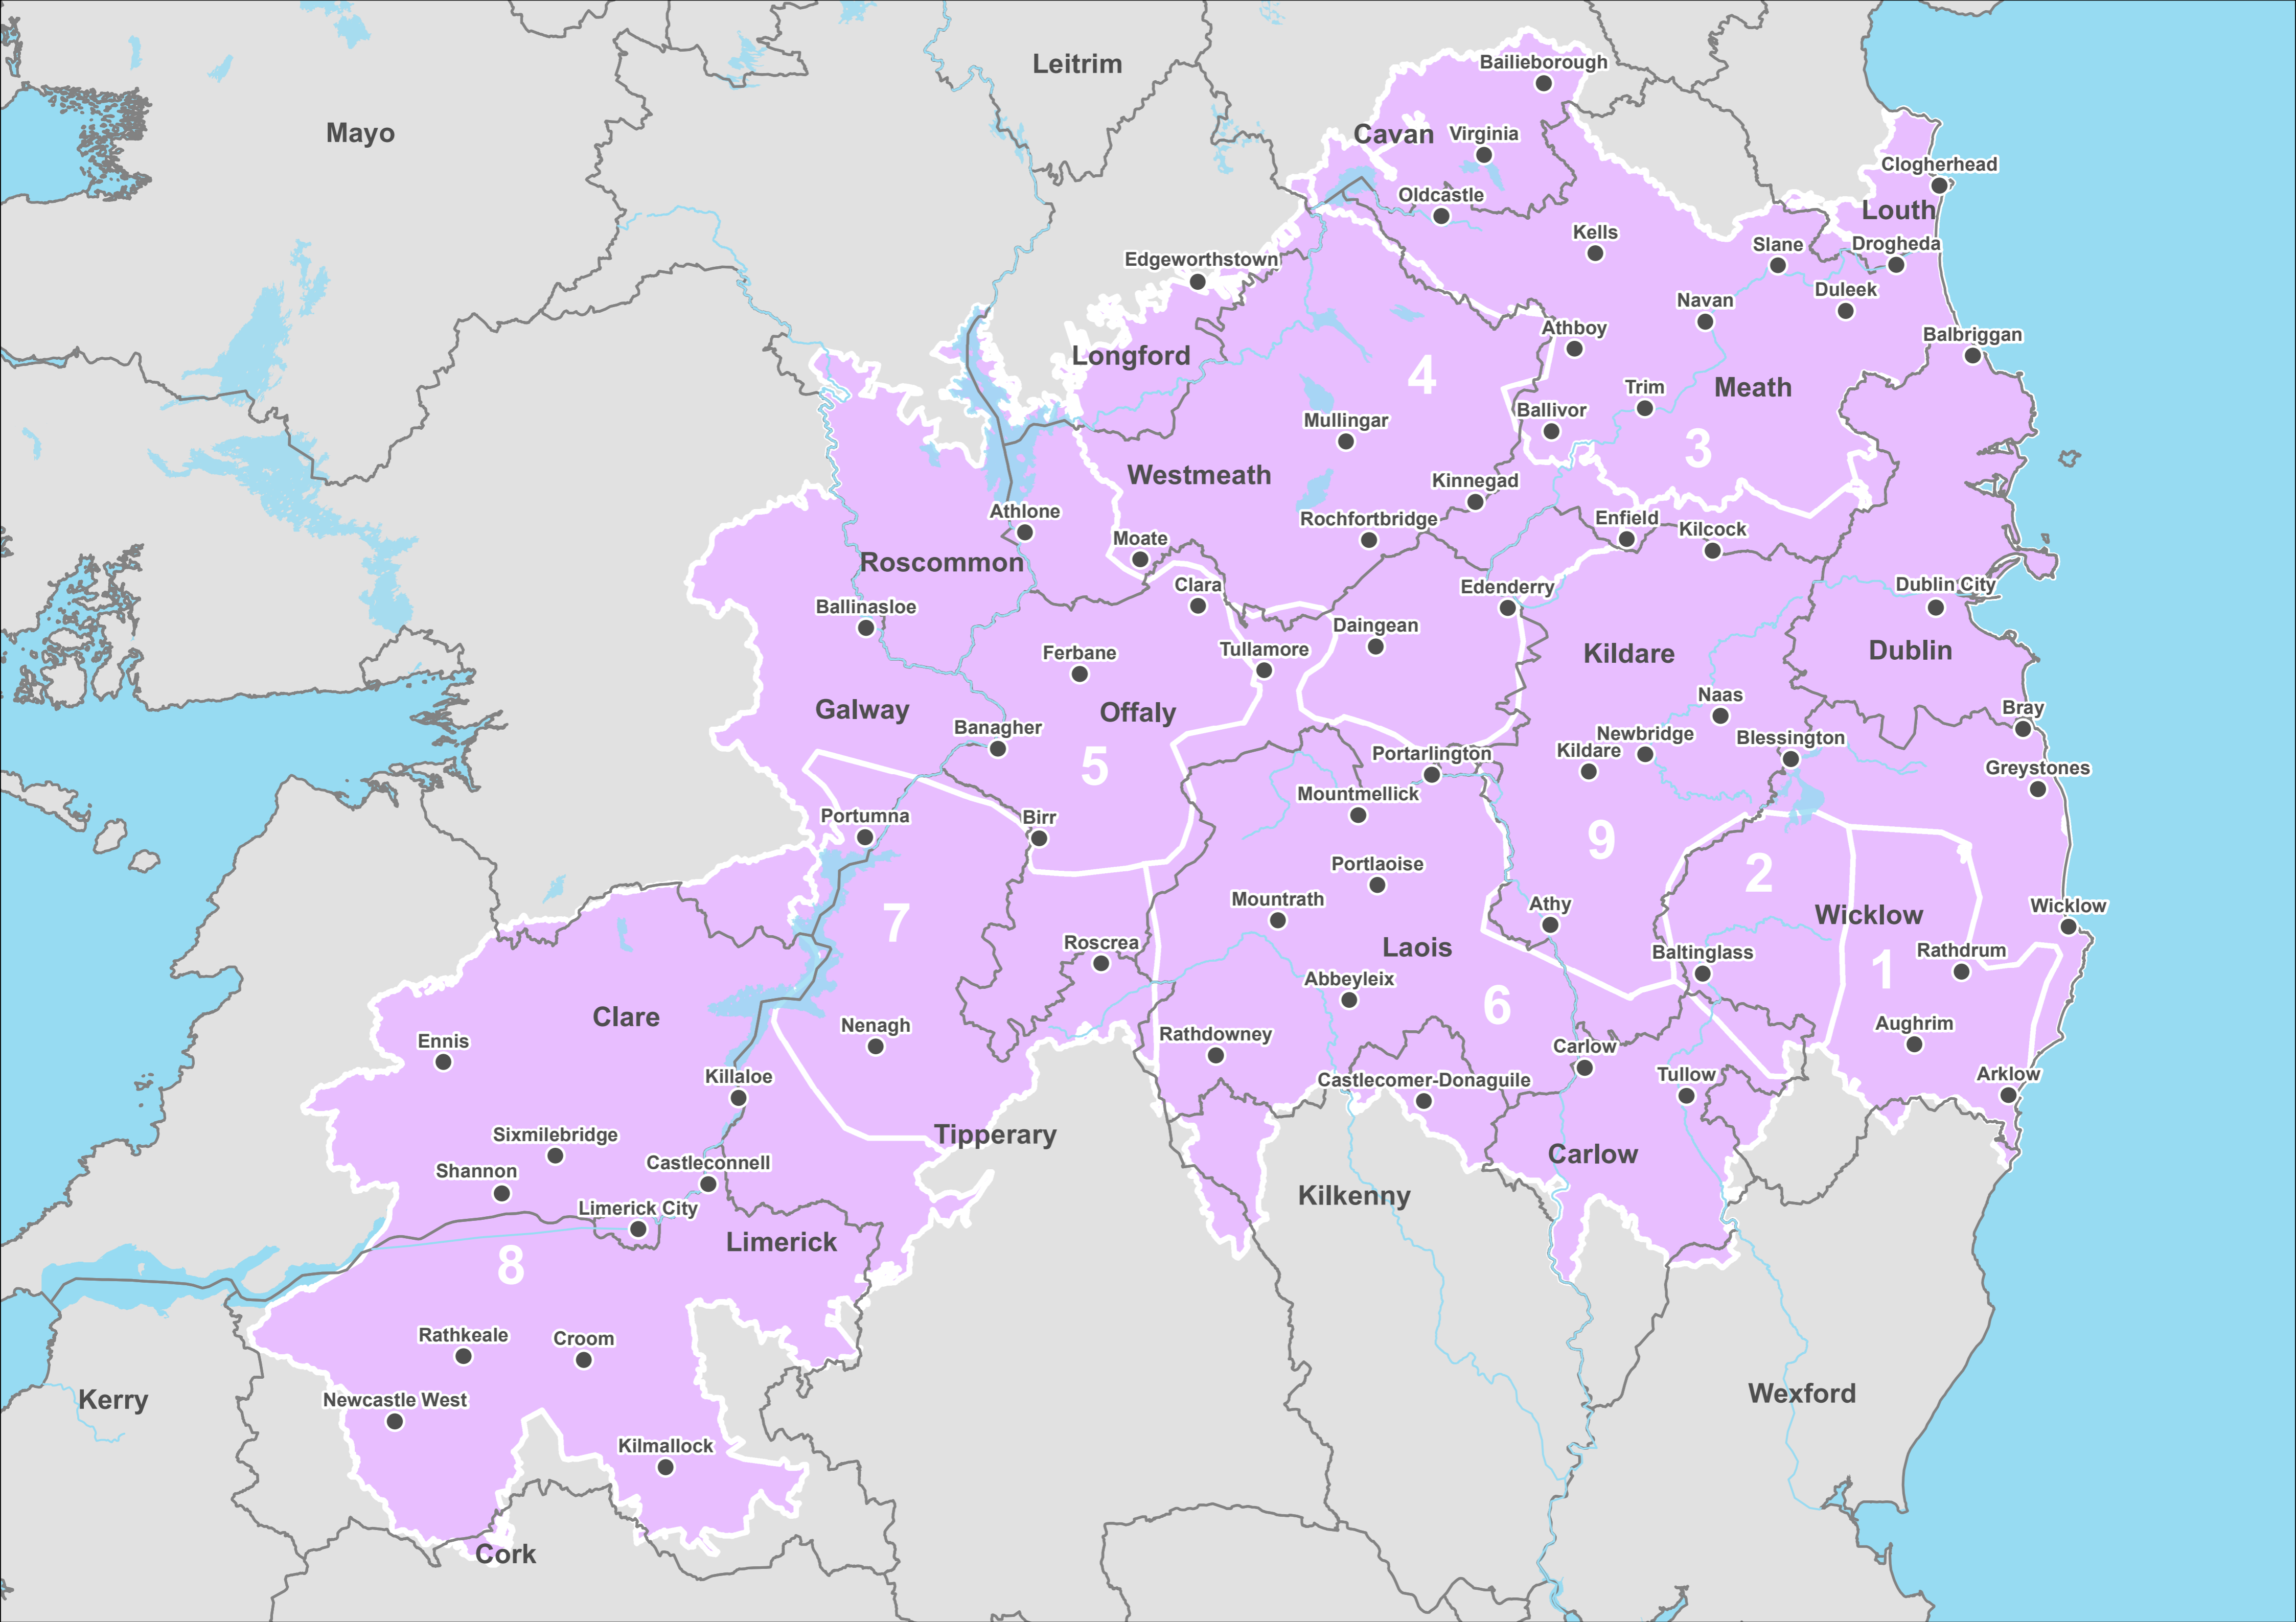 Leitrim
Bailieborough
Mayo
Cavan
Virginia
Clogherhead
Oldcastle
Louth
Kells
Slane
Drogheda
Edgeworthstown
Duleek
Navan
Athboy
Balbriggan
Longford
4
Trim
Meath
Ballivor
Mullingar
3
Westmeath
Kinnegad
Athlone
Rochfortbridge
Enfield
Kilcock
Moate
Roscommon
Clara
Edenderry
Dublin City
Ballinasloe
Daingean
Ferbane
Tullamore
Kildare
Dublin
Naas
Galway
Offaly
Bray
Banagher
Newbridge
Blessington
Kildare
Portarlington
5
Greystones
Mountmellick
Portumna
Birr
9
Portlaoise
2
Mountrath
Athy
Wicklow
Wicklow
7
Roscrea
Laois
Baltinglass
Rathdrum
1
Abbeyleix
6
Clare
Nenagh
Aughrim
Ennis
Rathdowney
Carlow
Killaloe
Castlecomer-Donaguile
Tullow
Arklow
Sixmilebridge
Tipperary
Castleconnell
Carlow
Shannon
Kilkenny
Limerick City
Limerick
8
Rathkeale
Croom
Kerry
Newcastle West
Wexford
Kilmallock
Cork